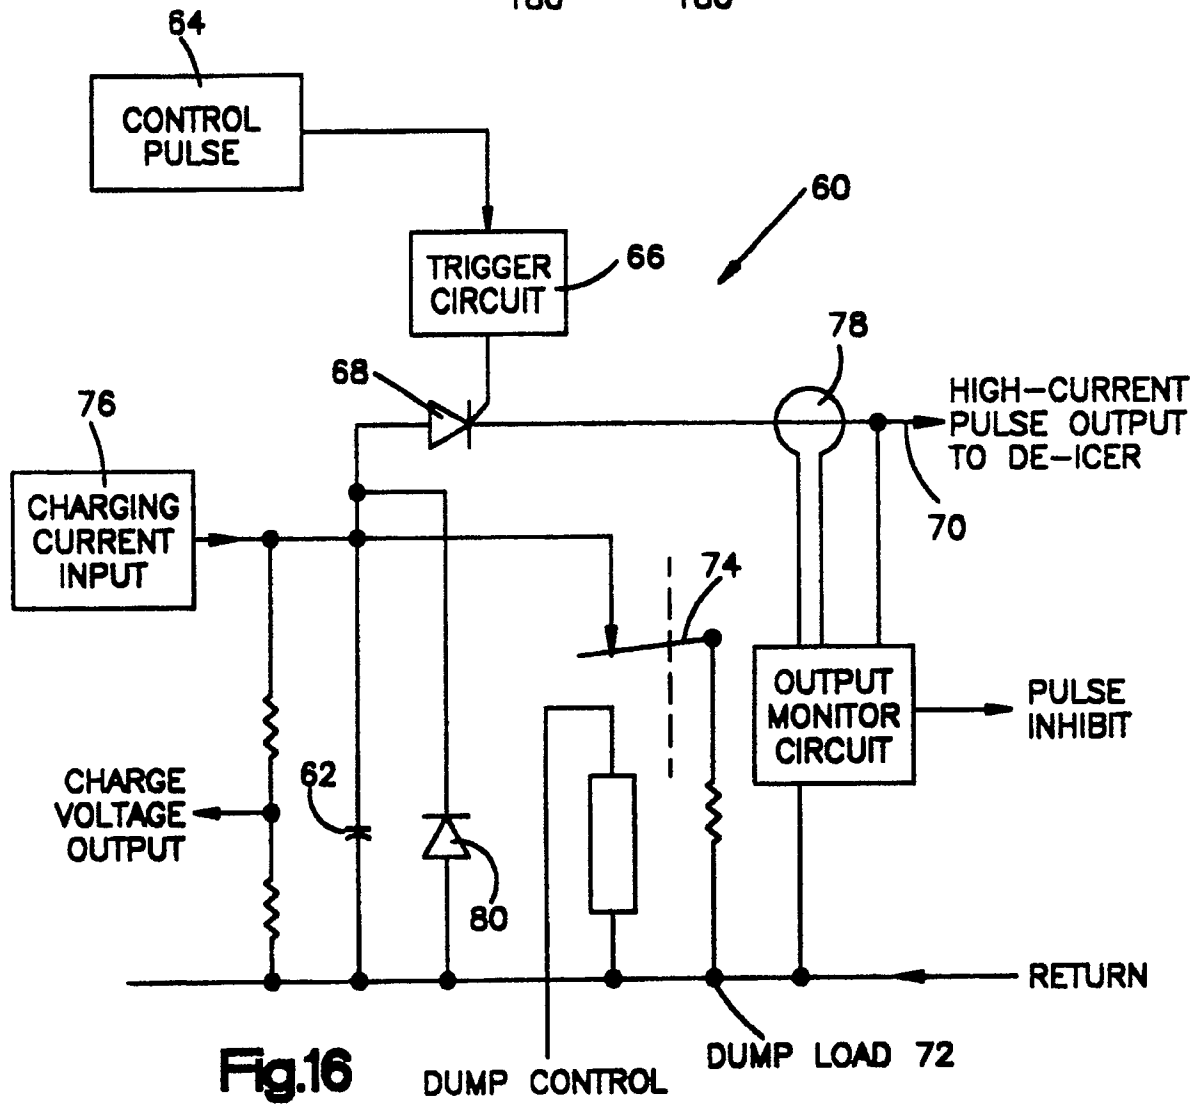 64
CONTROL
PULSE
60
TRIGGER
CIRCUIT
66
78
68
76
HIGH-CURRENT
PULSE OUTPUT
TO DE-ICER
CHARGING
CURRENT
INPUT
70
74
OUTPUT
MONITOR
CIRCUIT
PULSE
INHIBIT
CHARGE
VOLTAGE
OUTPUT
62
80
RETURN
Fig.16
DUMP CONTROL
DUMP LOAD 72